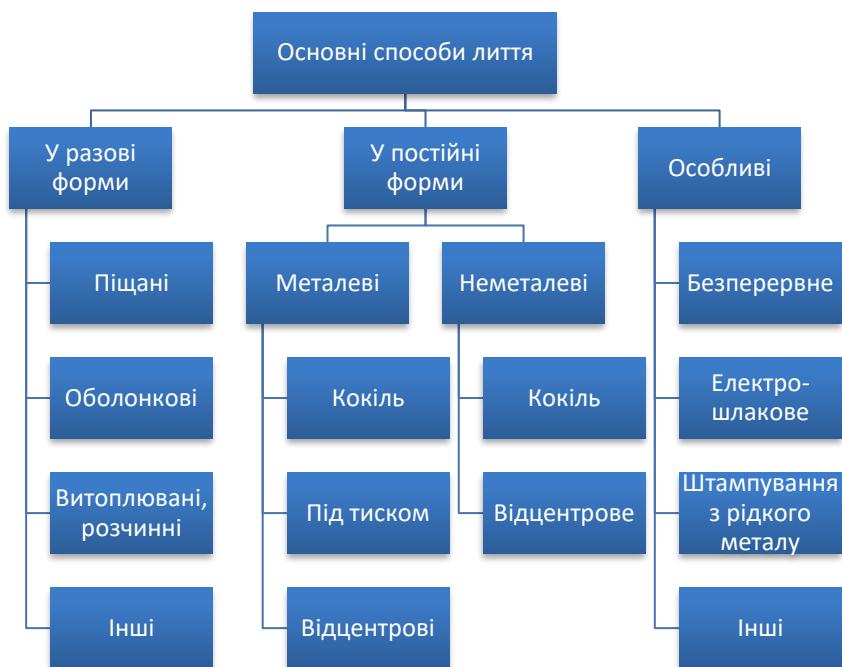 Основні способи лиття
У разові
форми
У постійні
форми
Особливі
Піщані
Металеві
Неметалеві
Безперервне
Оболонкові
Кокіль
Кокіль
Електро-
шлакове
Витоплювані,
розчинні
Під тиском
Відцентрове
Штампування
з рідкого
металу
Інші
Відцентрові
Інші